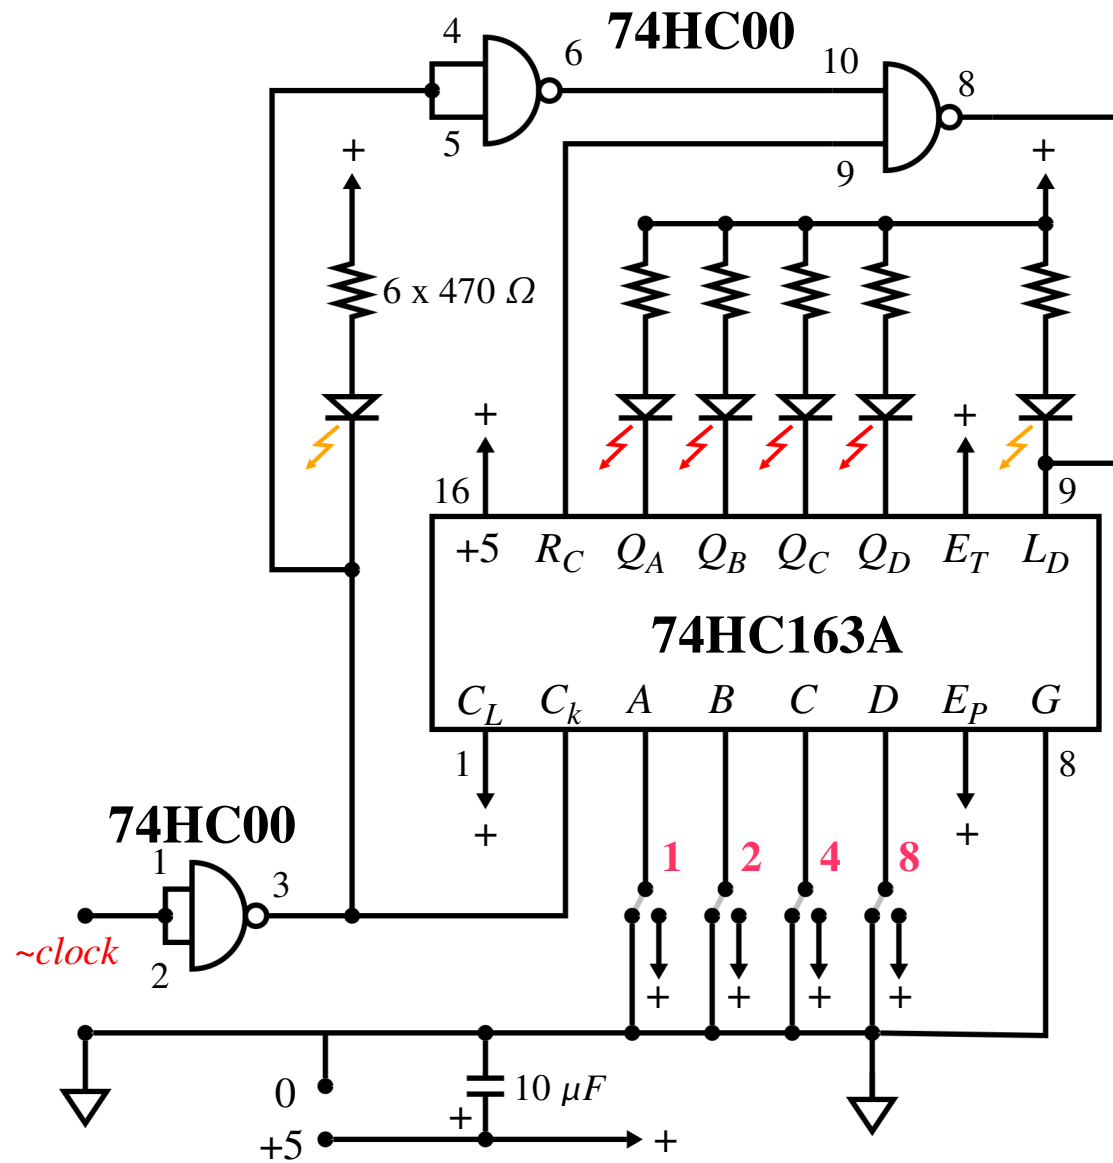 74HC00
4
6
10
8
5
9
+
+
6 x 470 Ω
+
+
16
9
+5 R_C Q_A Q_B Q_C Q_D E_T L_D
74HC163A
C_L C_k A B C D E_P G
1
8
+
+
74HC00
1
3
2
~clock
1 2 4 8
+ + + +
0
10 μF
+
+5
+